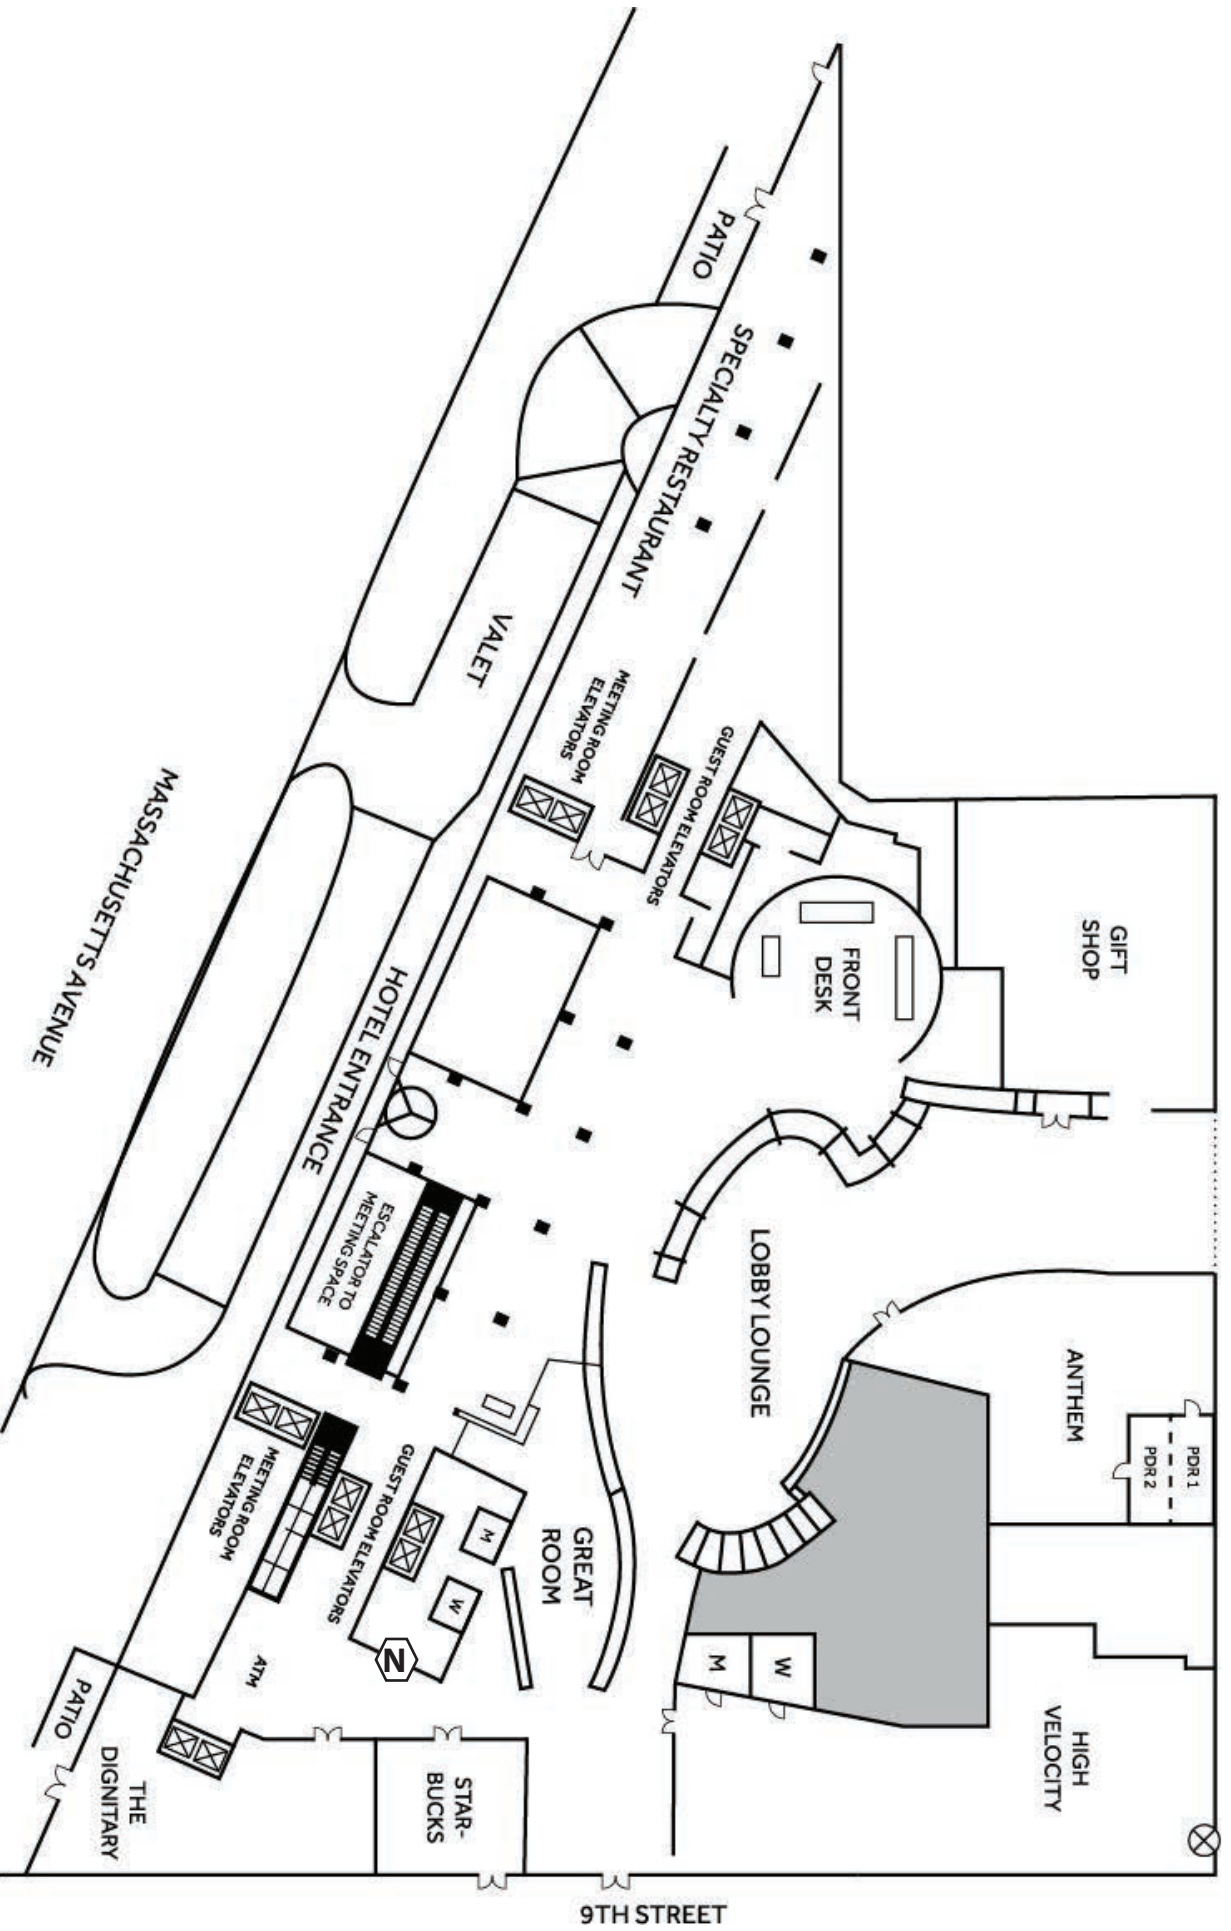 PATIO
SPECIALTY RESTAURANT
VALET
MEETING ROOM
ELEVATORS
GUEST ROOM ELEVATORS
MASSACHUSETTS AVENUE
HOTEL ENTRANCE
FRONT
DESK
GIFT
SHOP
ESCALATOR TO
MEETING SPACE
LOBBY LOUNGE
ANTHEM
PDR 1
PDR 2
MEETING ROOM
ELEVATORS
GUEST ROOM ELEVATORS
M
W
GREAT
ROOM
N
ATM
M
W
PATIO
THE
DIGNITARY
STAR-
BUCKS
HIGH
VELOCITY
9TH STREET